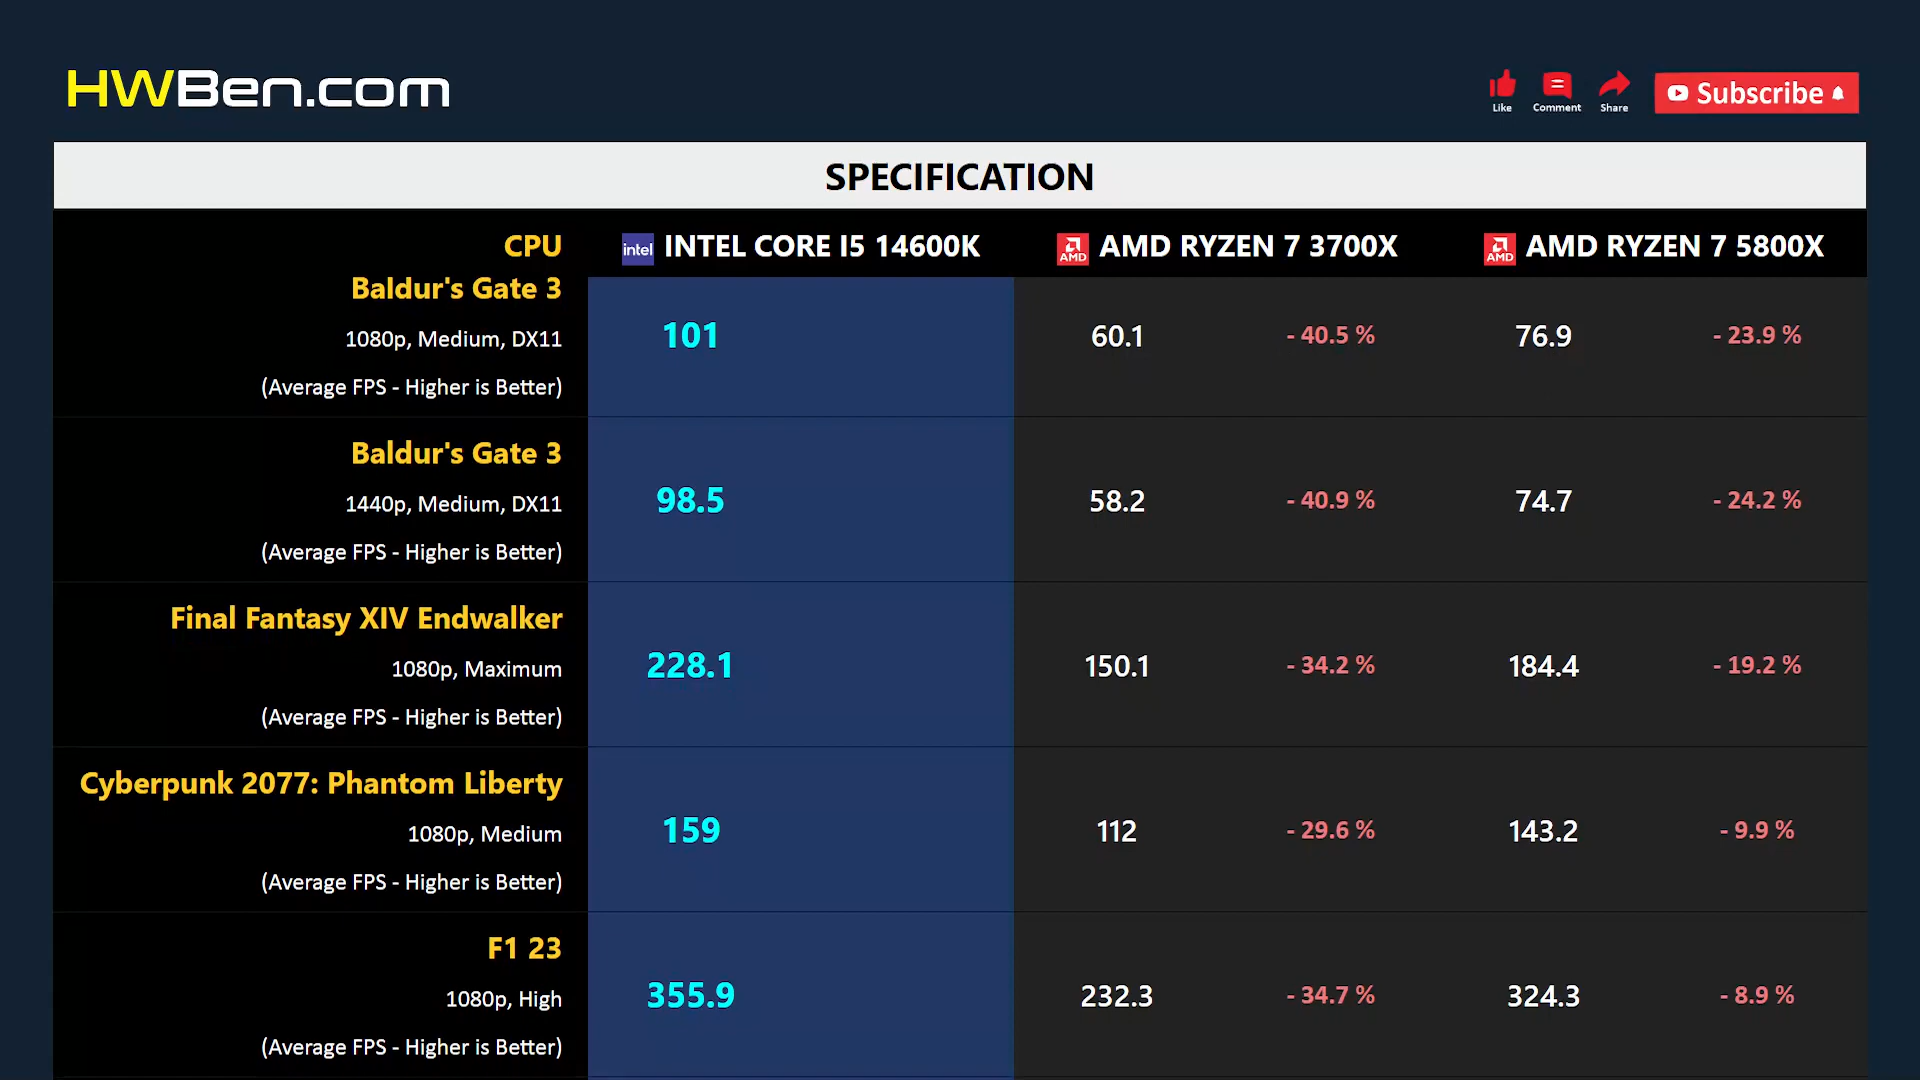 HWBen.com
Like Comment Share Subscribe
SPECIFICATION
CPU intel INTEL CORE I5 14600K AMD AMD RYZEN 7 3700X AMD AMD RYZEN 7 5800X
Baldur's Gate 3
1080p, Medium, DX11 101 60.1 - 40.5 % 76.9 - 23.9 %
(Average FPS - Higher is Better)
Baldur's Gate 3
1440p, Medium, DX11 98.5 58.2 - 40.9 % 74.7 - 24.2 %
(Average FPS - Higher is Better)
Final Fantasy XIV Endwalker
1080p, Maximum 228.1 150.1 - 34.2 % 184.4 - 19.2 %
(Average FPS - Higher is Better)
Cyberpunk 2077: Phantom Liberty
1080p, Medium 159 112 - 29.6 % 143.2 - 9.9 %
(Average FPS - Higher is Better)
F1 23
1080p, High 355.9 232.3 - 34.7 % 324.3 - 8.9 %
(Average FPS - Higher is Better)